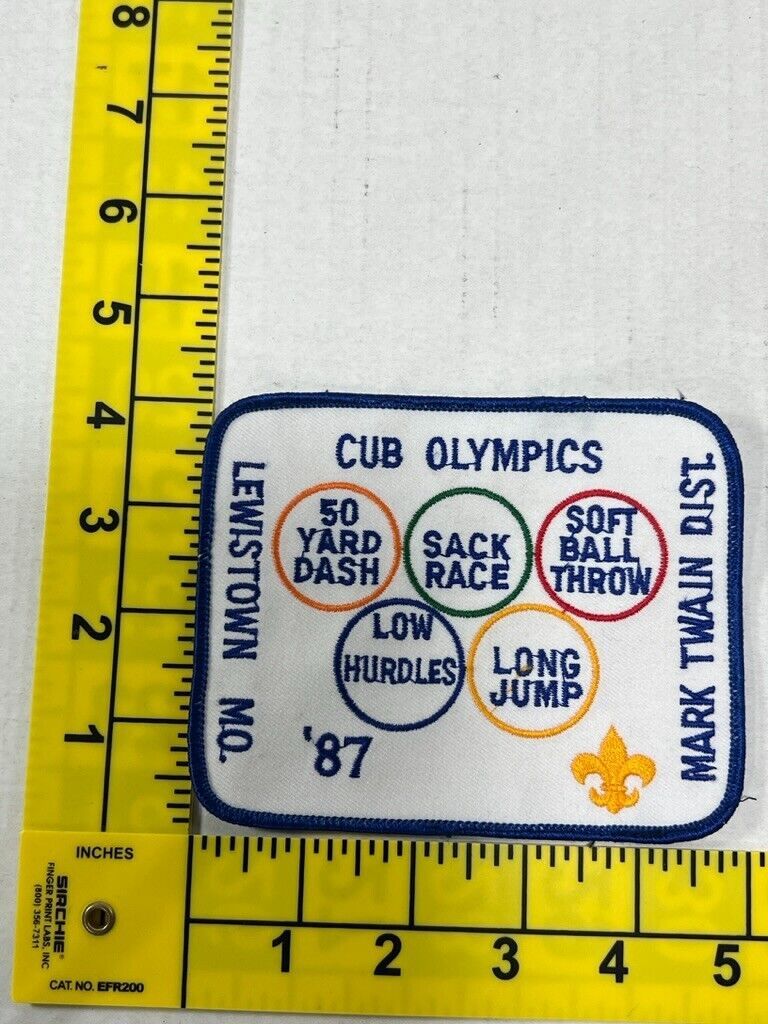 8
7
6
5
4
3
2
1
CUB OLYMPICS
LEWISTOWN MO.
MARK TWAIN DIST.
50
YARD
DASH
SACK
RACE
SOFT
BALL
THROW
LOW
HURDLES
LONG
JUMP
'87
INCHES
SIRCHIE®
FINGER PRINT LABS, INC
(800) 356-7311
CAT. NO. EFR200
1 2 3 4 5